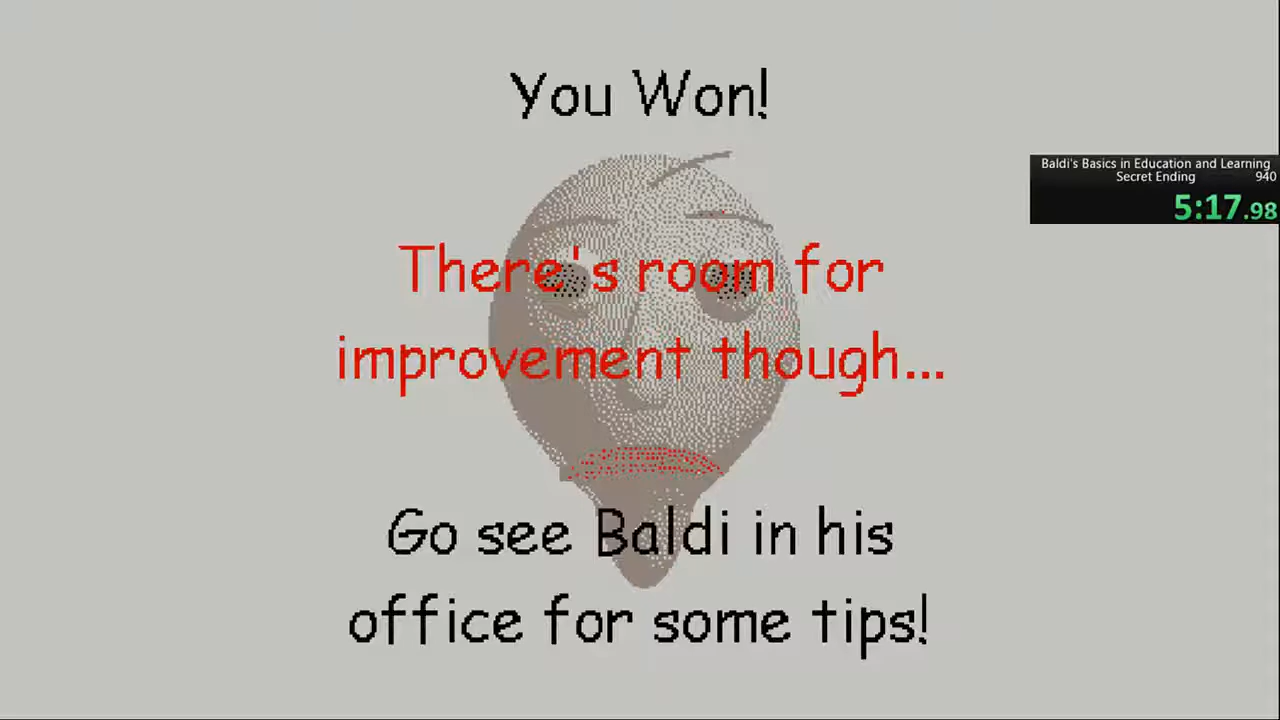 You Won!
Baldi's Basics in Education and Learning
Secret Ending 940
5:17.98
There's room for
improvement though...
Go see Baldi in his
office for some tips!